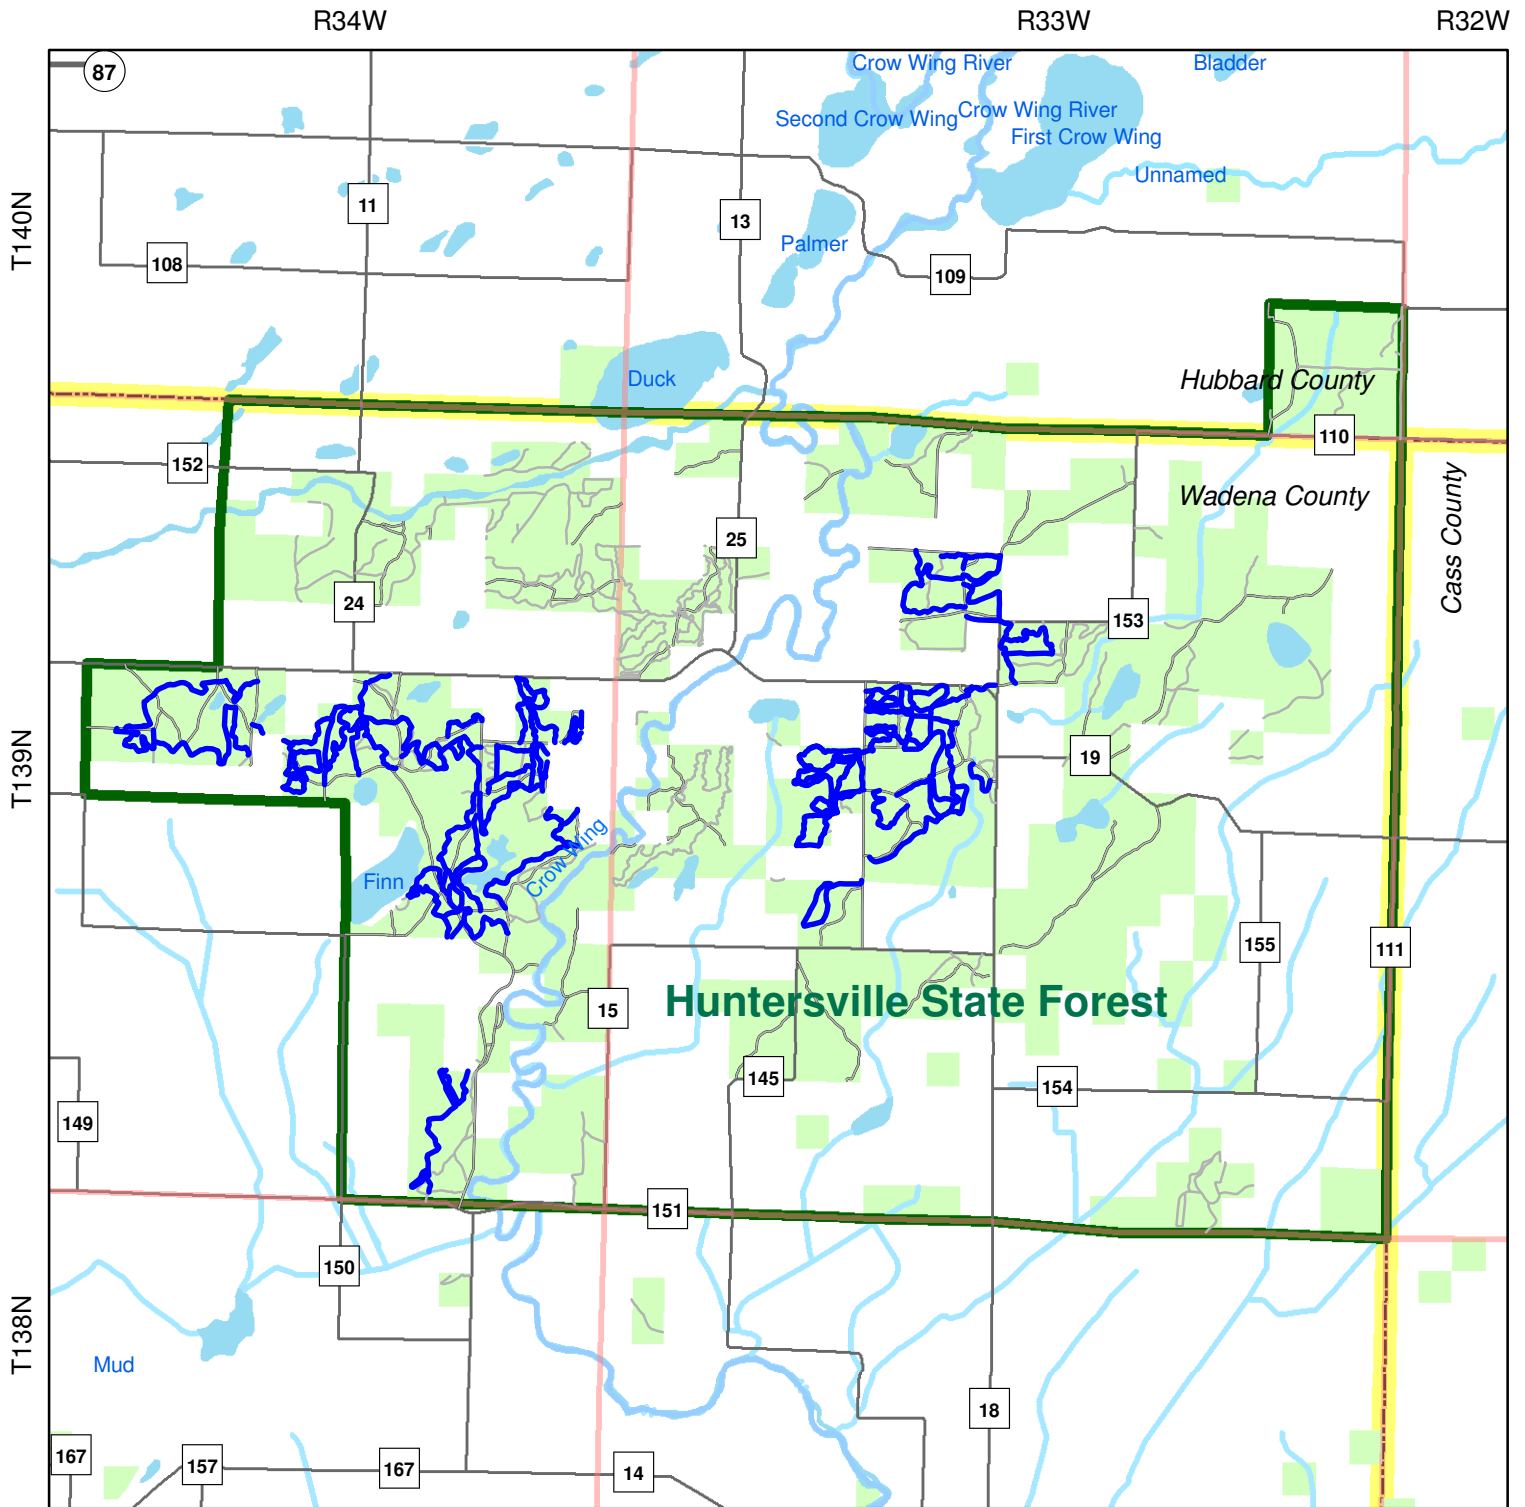 R34W
R33W
R32W
87
Crow Wing River
Bladder
Second Crow Wing
Crow Wing River
First Crow Wing
Unnamed
T140N
11
13
Palmer
108
109
Duck
Hubbard County
110
152
Wadena County
Cass County
25
24
153
T139N
19
Crow Wing
Finn
155
111
15
Huntersville State Forest
145
154
149
151
150
T138N
Mud
18
167
157
167
14